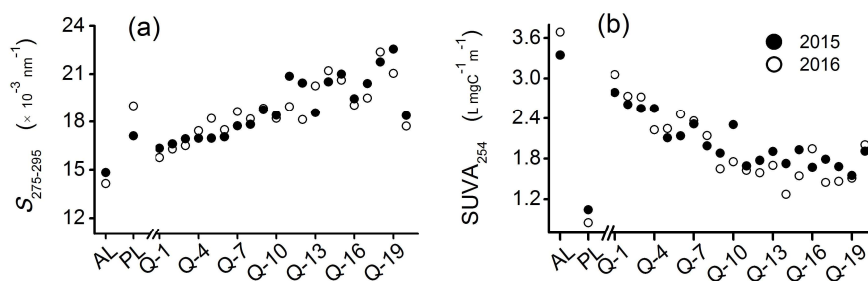 (a)
24
21
18
15
12
S275-295 (× 10⁻³ nm⁻¹)
AL PL Q-1 Q-4 Q-7 Q-10 Q-13 Q-16 Q-19
(b)
2015
2016
3.6
3.0
2.4
1.8
1.2
SUVA254 (L mgC⁻¹ m⁻¹)
AL PL Q-1 Q-4 Q-7 Q-10 Q-13 Q-16 Q-19